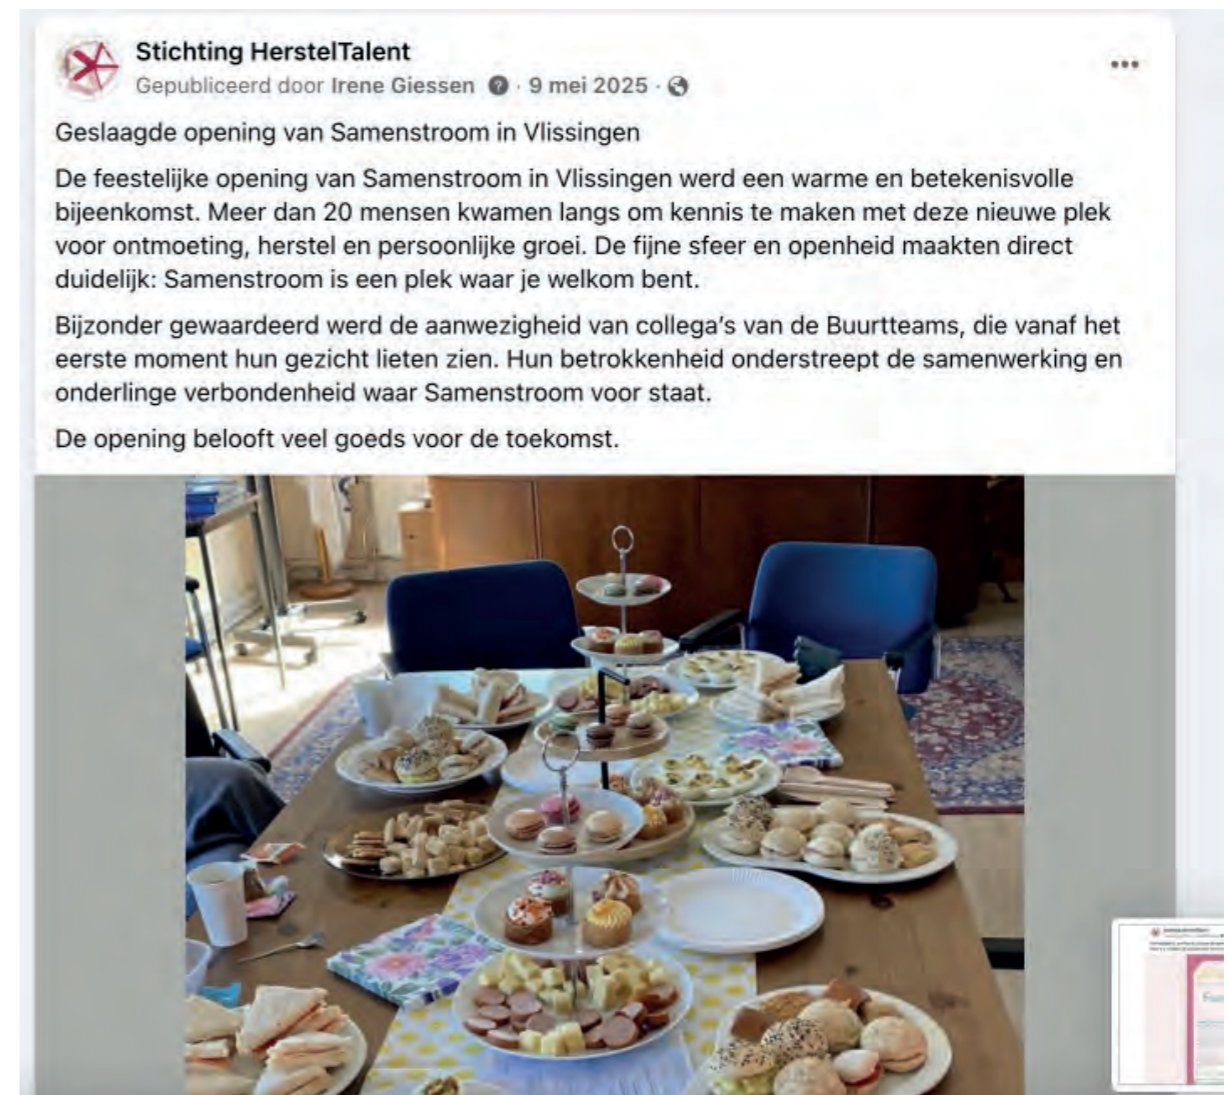 Stichting HerstelTalent
Gepubliceerd door Irene Giessen · 9 mei 2025 ·
Geslaagde opening van Samenstroom in Vlissingen
De feestelijke opening van Samenstroom in Vlissingen werd een warme en betekenisvolle
bijeenkomst. Meer dan 20 mensen kwamen langs om kennis te maken met deze nieuwe plek
voor ontmoeting, herstel en persoonlijke groei. De fijne sfeer en openheid maakten direct
duidelijk: Samenstroom is een plek waar je welkom bent.
Bijzonder gewaardeerd werd de aanwezigheid van collega's van de Buurtteams, die vanaf het
eerste moment hun gezicht lieten zien. Hun betrokkenheid onderstreept de samenwerking en
onderlinge verbondenheid waar Samenstroom voor staat.
De opening belooft veel goeds voor de toekomst.